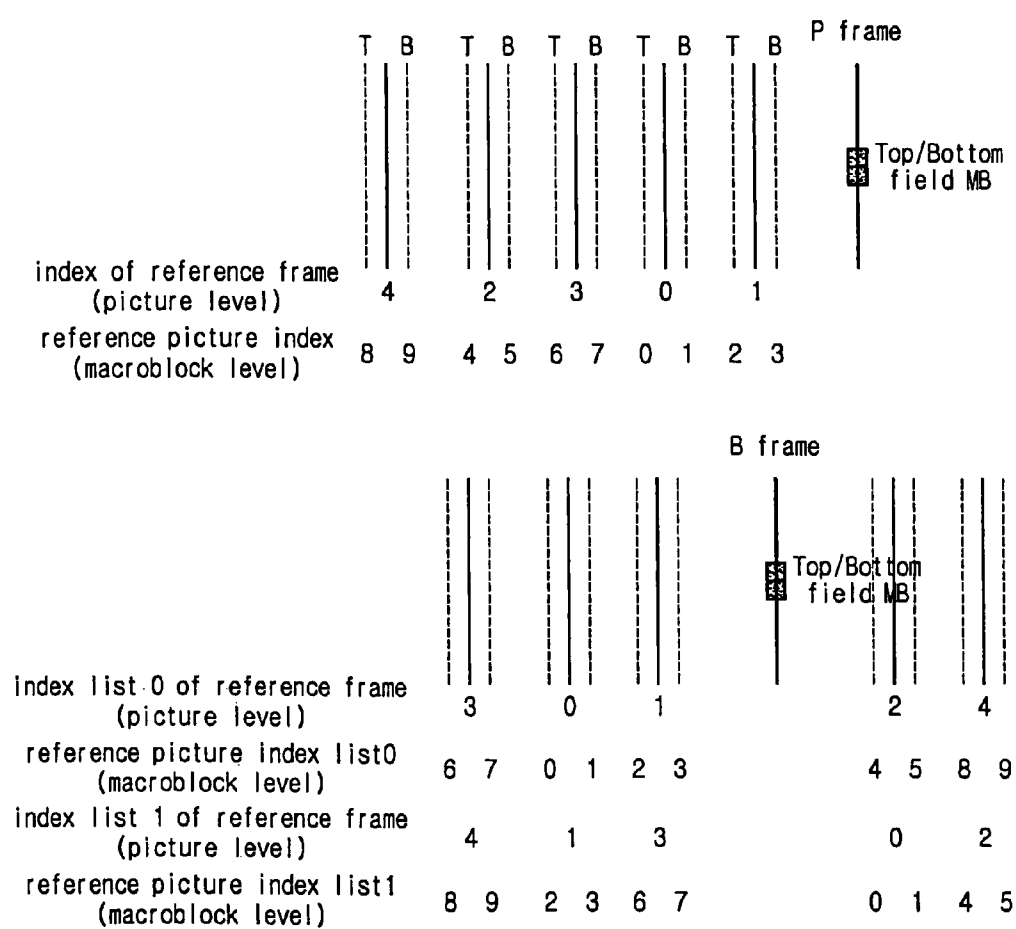 P frame
T B T B T B T B T B
Top/Bottom
field MB
index of reference frame
(picture level)
4 2 3 0 1
reference picture index
(macroblock level)
8 9 4 5 6 7 0 1 2 3
B frame
Top/Bottom
field MB
index list 0 of reference frame
(picture level)
3 0 1 2 4
reference picture index list0
(macroblock level)
6 7 0 1 2 3 4 5 8 9
index list 1 of reference frame
(picture level)
4 1 3 0 2
reference picture index list1
(macroblock level)
8 9 2 3 6 7 0 1 4 5